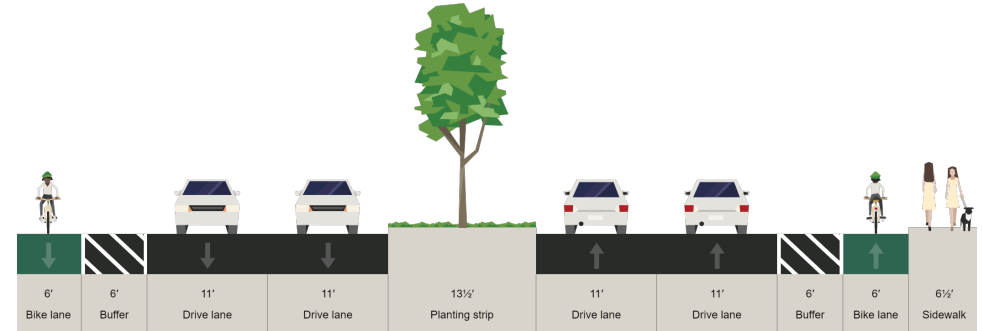 6′ 6′ 11′ 11′ 13½′ 11′ 11′ 6′ 6′ 6½′
Bike lane Buffer Drive lane Drive lane Planting strip Drive lane Drive lane Buffer Bike lane Sidewalk